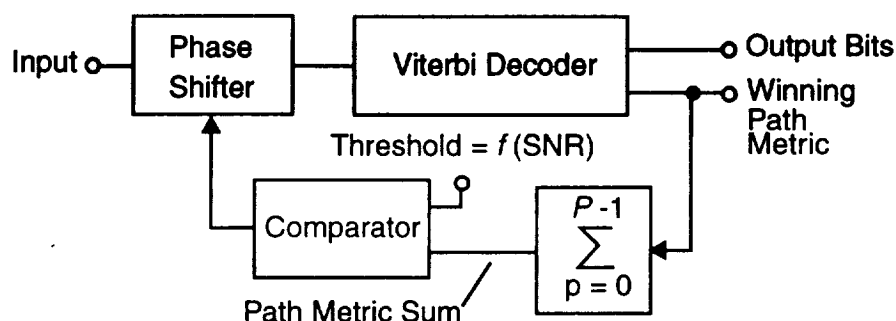 Input
Phase
Shifter
Viterbi Decoder
Output Bits
Winning
Path
Metric
Threshold = f (SNR)
Comparator
P -1
∑
p = 0
Path Metric Sum